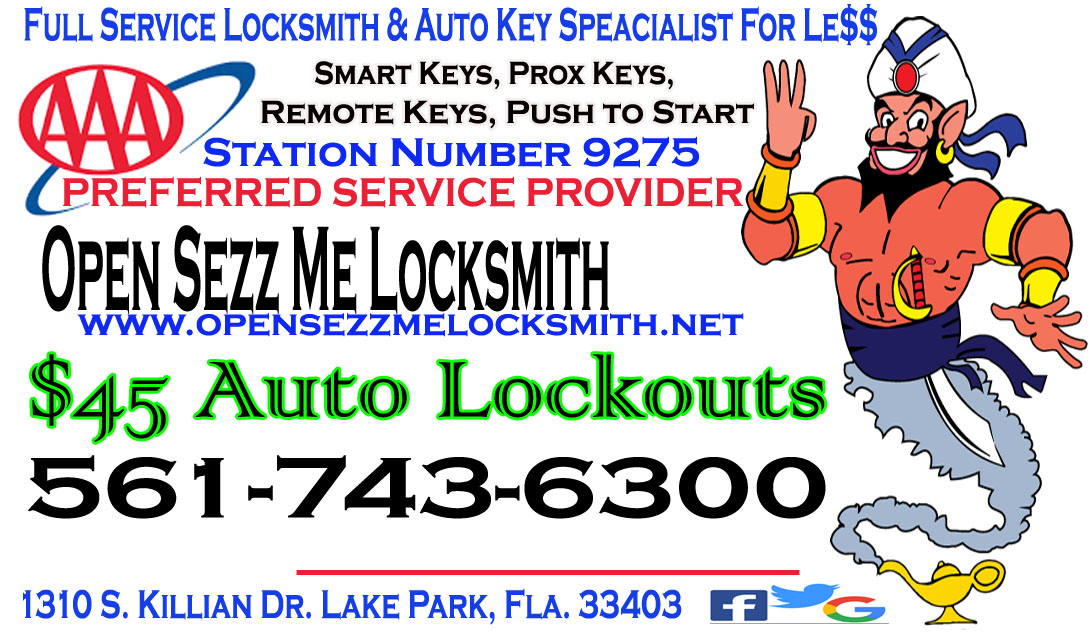 Full Service Locksmith & Auto Key Speacialist For Le$$
AAA
Smart Keys, Prox Keys,
Remote Keys, Push to Start
Station Number 9275
PREFERRED SERVICE PROVIDER
Open Sezz Me Locksmith
www.opensezzmelocksmith.net
$45 Auto Lockouts
561-743-6300
1310 S. Killian Dr. Lake Park, Fla. 33403
f
G